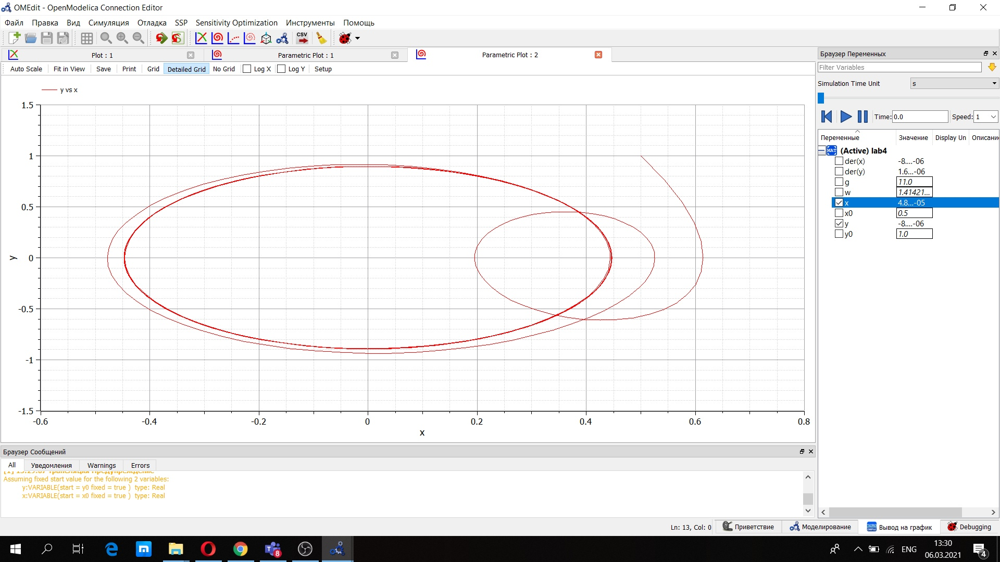 OMEdit - OpenModelica Connection Editor
Файл Правка Вид Симуляция Отладка SSP Sensitivity Optimization Инструменты Помощь
CSV
Plot : 1 Parametric Plot : 1 Parametric Plot : 2
Auto Scale Fit in View Save Print Grid Detailed Grid No Grid Log X Log Y Setup
y vs x
1.5
1
0.5
0
-0.5
-1
-1.5
y
-0.6 -0.4 -0.2 0 0.2 0.4 0.6 0.8
x
Браузер Переменных
Filter Variables
Simulation Time Unit s
Time: 0.0 Speed: 1
Переменные Значение Display Un Описани
MAT (Active) lab4
der(x) -8....-06
der(y) 1.6...-06
g 11.0
w 1.41421...
x 4.8...-05
x0 0.5
y -8....-06
y0 1.0
Браузер Сообщений
All Уведомления Warnings Errors
Assuming fixed start value for the following 2 variables:
y:VARIABLE(start = y0 fixed = true ) type: Real
x:VARIABLE(start = x0 fixed = true ) type: Real
Ln: 13, Col: 0 Приветствие Моделирование Вывод на график Debugging
8
ENG
13:30
06.03.2021
4